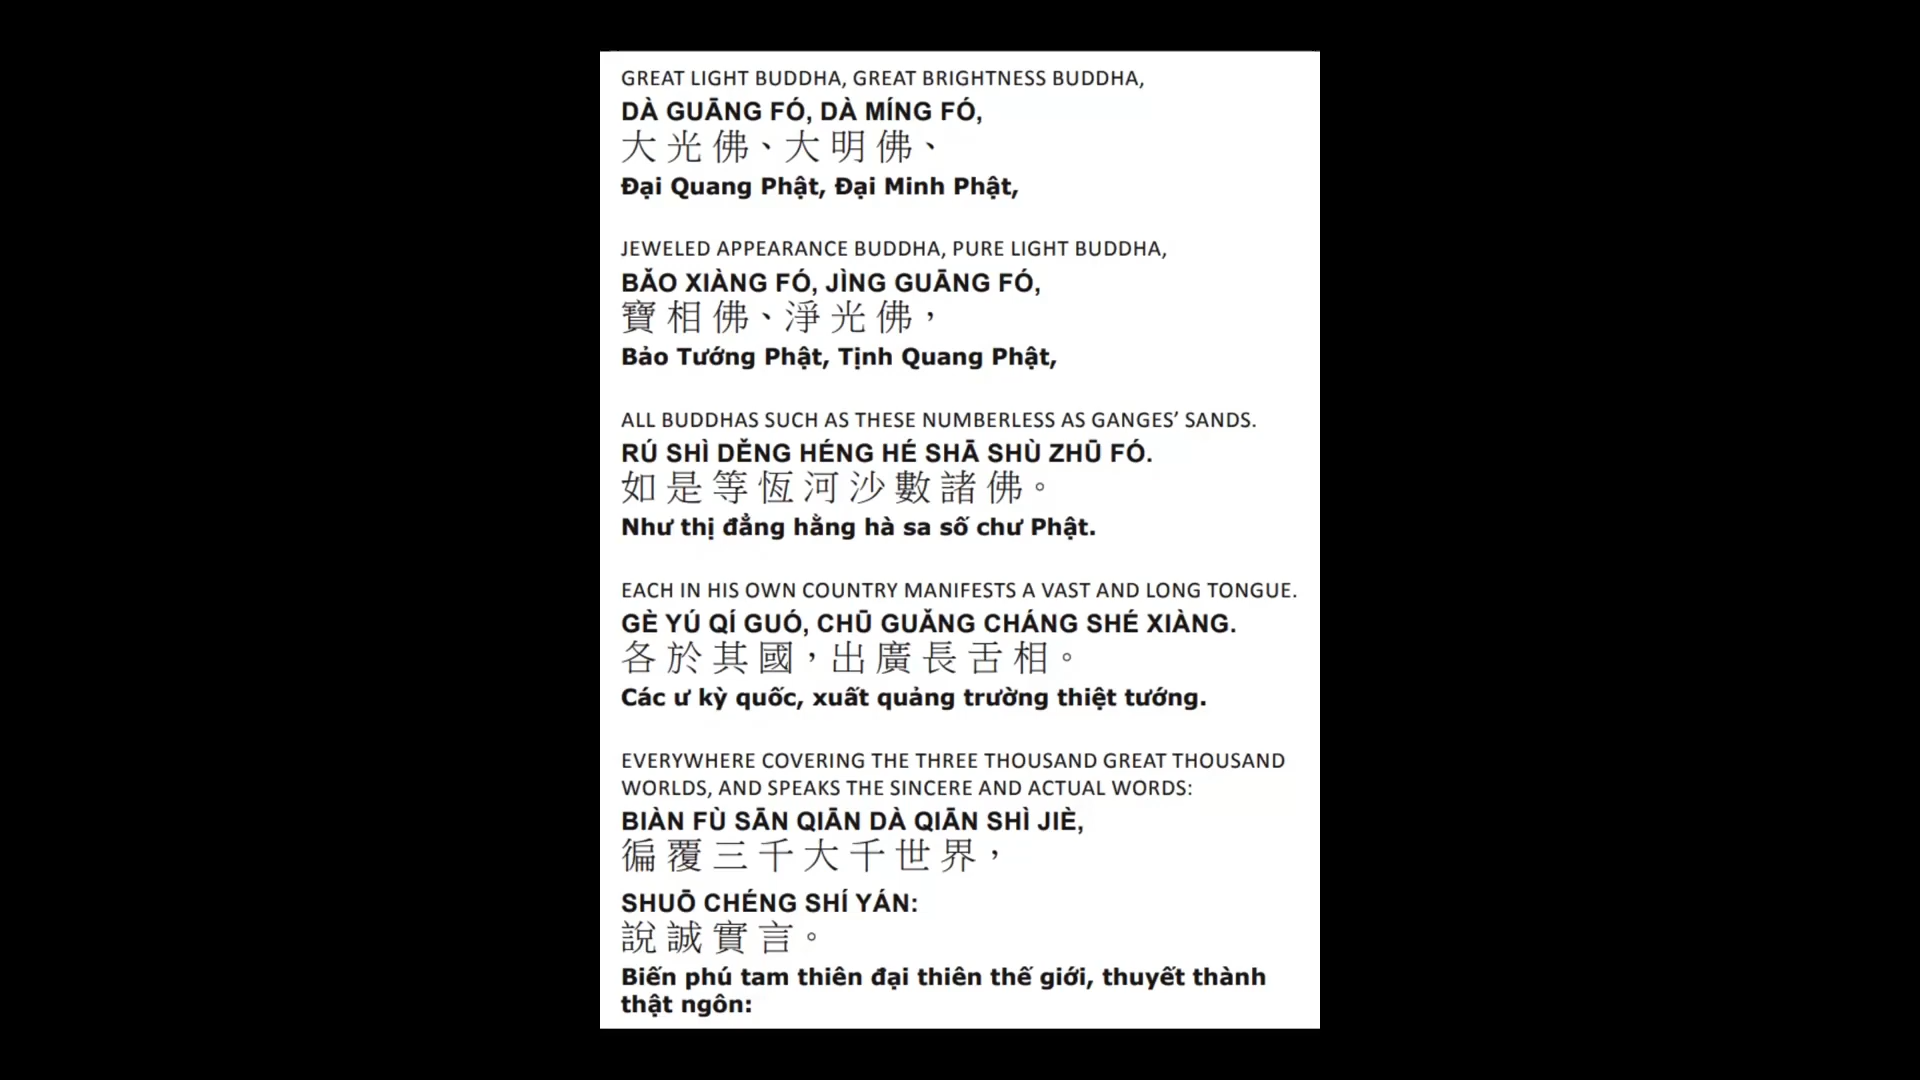 GREAT LIGHT BUDDHA, GREAT BRIGHTNESS BUDDHA,
DÀ GUĀNG FÓ, DÀ MÍNG FÓ,
大光佛、大明佛、
Đại Quang Phật, Đại Minh Phật,
JEWELED APPEARANCE BUDDHA, PURE LIGHT BUDDHA,
BǍO XIÀNG FÓ, JÌNG GUĀNG FÓ,
寶相佛、淨光佛，
Bảo Tướng Phật, Tịnh Quang Phật,
ALL BUDDHAS SUCH AS THESE NUMBERLESS AS GANGES’ SANDS.
RÚ SHÌ DĚNG HÉNG HÉ SHĀ SHÙ ZHŪ FÓ.
如是等恆河沙數諸佛。
Như thị đẳng hằng hà sa số chư Phật.
EACH IN HIS OWN COUNTRY MANIFESTS A VAST AND LONG TONGUE.
GÈ YÚ QÍ GUÓ, CHŪ GUǍNG CHÁNG SHÉ XIÀNG.
各於其國，出廣長舌相。
Các ư kỳ quốc, xuất quảng trường thiệt tướng.
EVERYWHERE COVERING THE THREE THOUSAND GREAT THOUSAND
WORLDS, AND SPEAKS THE SINCERE AND ACTUAL WORDS:
BIÀN FÙ SĀN QIĀN DÀ QIĀN SHÌ JIÈ,
徧覆三千大千世界，
SHUŌ CHÉNG SHÍ YÁN:
說誠實言。
Biến phú tam thiên đại thiên thế giới, thuyết thành
thật ngôn: